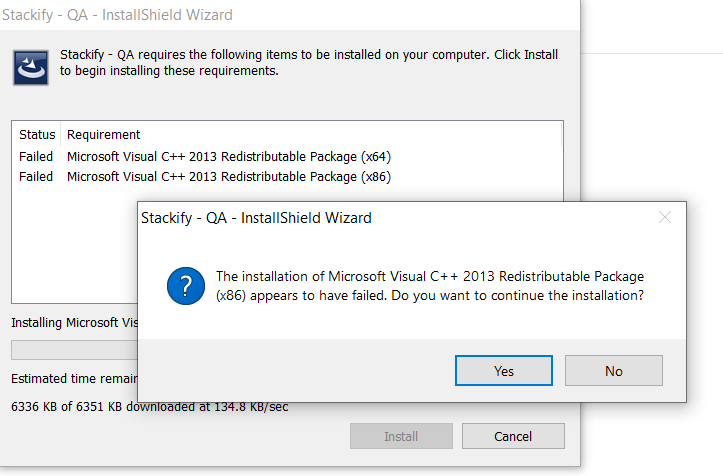 Stackify - QA - InstallShield Wizard
Stackify - QA requires the following items to be installed on your computer. Click Install
to begin installing these requirements.
Status Requirement
Failed Microsoft Visual C++ 2013 Redistributable Package (x64)
Failed Microsoft Visual C++ 2013 Redistributable Package (x86)
Stackify - QA - InstallShield Wizard
?
The installation of Microsoft Visual C++ 2013 Redistributable Package
(x86) appears to have failed. Do you want to continue the installation?
Yes No
Installing Microsoft Vis
Estimated time remain
6336 KB of 6351 KB downloaded at 134.8 KB/sec
Install Cancel